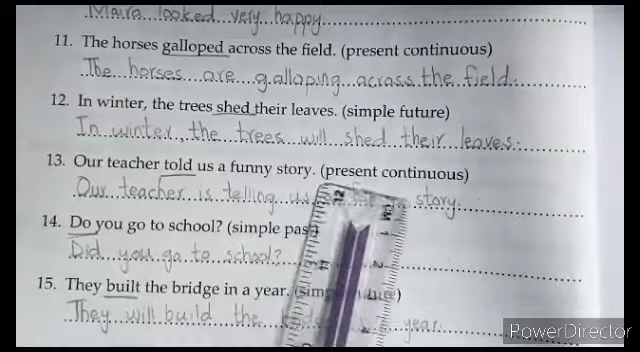 Maira looked very happy
11. The horses galloped across the field. (present continuous)
The horses are gallaping across the field.
12. In winter, the trees shed their leaves. (simple future)
In winter, the trees will shed their leaves.
13. Our teacher told us a funny story. (present continuous)
Our teacher is telling us story.
14. Do you go to school? (simple past)
Did you go to school?
15. They built the bridge in a year. (simple
They will build the year.
PowerDirector